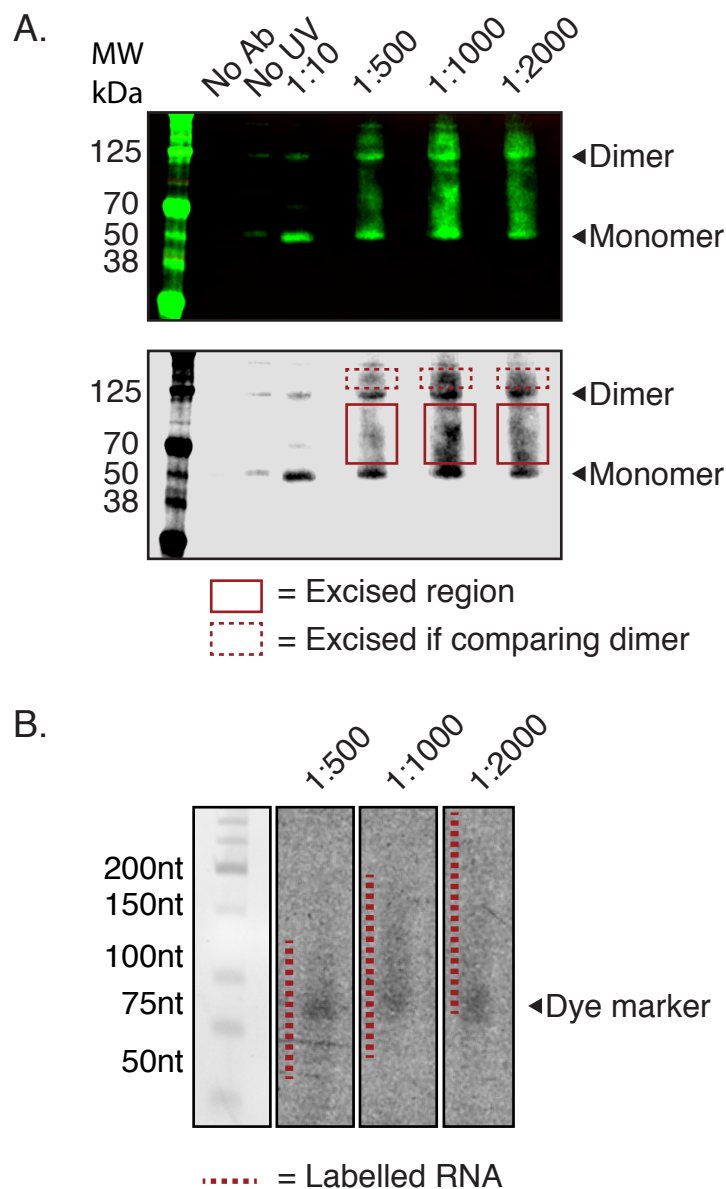 A.
MW
kDa
No Ab
No UV
1:10
1:500
1:1000
1:2000
125
70
50
38
Dimer
Monomer
125
70
50
38
Dimer
Monomer
= Excised region
= Excised if comparing dimer
B.
1:500
1:1000
1:2000
200nt
150nt
100nt
75nt
50nt
Dye marker
= Labelled RNA